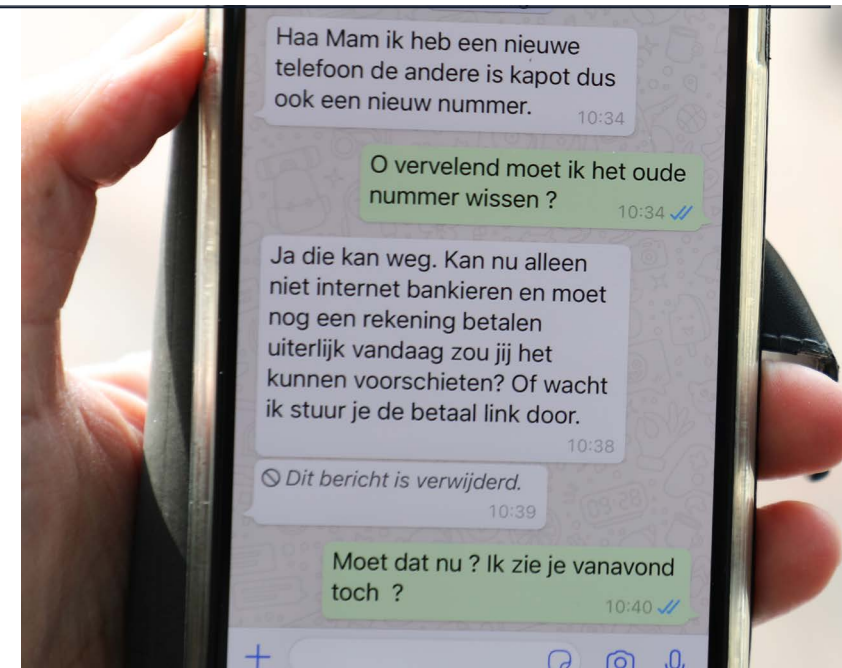 Haa Mam ik heb een nieuwe
telefoon de andere is kapot dus
ook een nieuw nummer.
10:34
O vervelend moet ik het oude
nummer wissen ?
10:34
Ja die kan weg. Kan nu alleen
niet internet bankieren en moet
nog een rekening betalen
uiterlijk vandaag zou jij het
kunnen voorschieten? Of wacht
ik stuur je de betaal link door.
10:38
Dit bericht is verwijderd.
10:39
Moet dat nu ? Ik zie je vanavond
toch ?
10:40